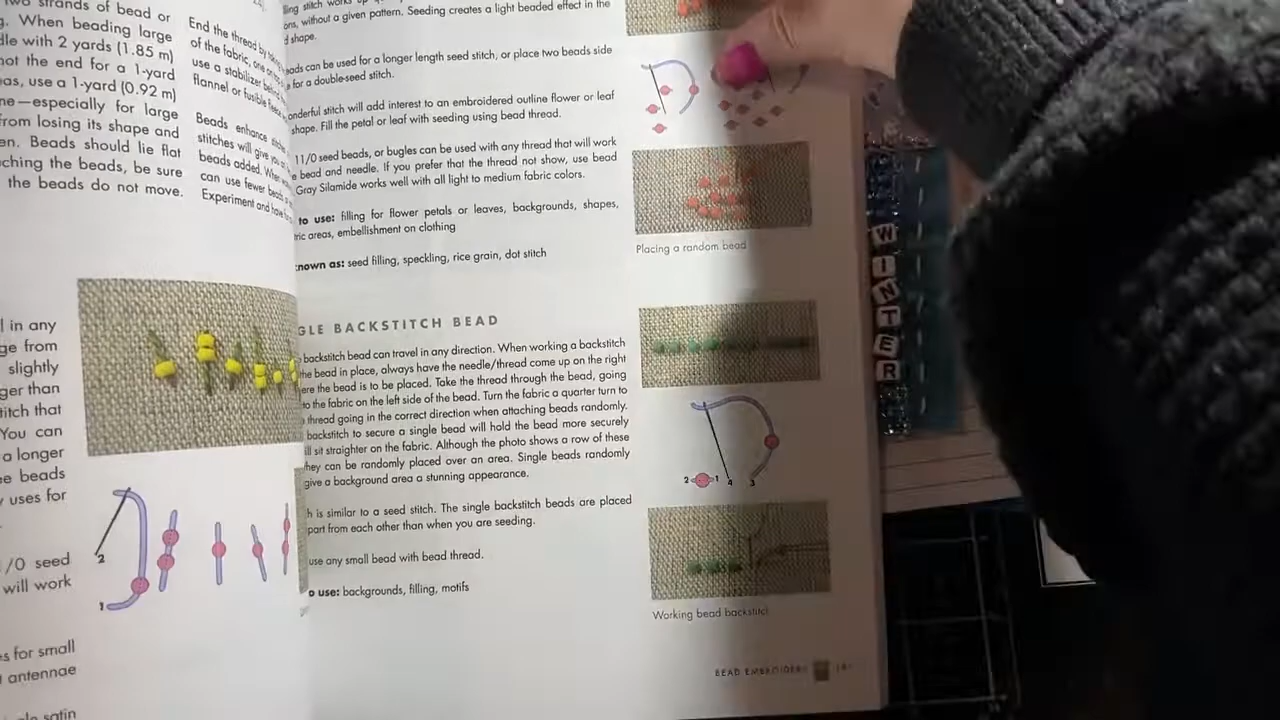 two strands of bead or
g. When beading large
dle with 2 yards (1.85 m)
not the end for a 1-yard
as, use a 1-yard (0.92 m)
ne—especially for large
from losing its shape and
en. Beads should lie flat
ching the beads, be sure
the beads do not move.
End the thread by
of the fabric, one
use a stabilizer
flannel or fusible
Beads enhance
stitches will give you
beads added. When
can use fewer beads
Experiment and have
l in any
ge from
slightly
ger than
titch that
You can
a longer
e beads
y uses for
/0 seed
will work
s for small
antennae
satin
2
1
ling stitch works up
ons, without a given pattern. Seeding creates a light beaded effect in the
d shape.
eads can be used for a longer length seed stitch, or place two beads side
e for a double-seed stitch.
onderful stitch will add interest to an embroidered outline flower or leaf
shape. Fill the petal or leaf with seeding using bead thread.
11/0 seed beads, or bugles can be used with any thread that will work
e bead and needle. If you prefer that the thread not show, use bead
Gray Silamide works well with all light to medium fabric colors.
to use: filling for flower petals or leaves, backgrounds, shapes,
ric areas, embellishment on clothing
nown as: seed filling, speckling, rice grain, dot stitch
GLE BACKSTITCH BEAD
backstitch bead can travel in any direction. When working a backstitch
the bead in place, always have the needle/thread come up on the right
ere the bead is to be placed. Take the thread through the bead, going
to the fabric on the left side of the bead. Turn the fabric a quarter turn to
thread going in the correct direction when attaching beads randomly.
backstitch to secure a single bead will hold the bead more securely
ill sit straighter on the fabric. Although the photo shows a row of these
hey can be randomly placed over an area. Single beads randomly
give a background area a stunning appearance.
h is similar to a seed stitch. The single backstitch beads are placed
part from each other than when you are seeding.
use any small bead with bead thread.
o use: backgrounds, filling, motifs
Placing a random bead
2 1 4 3
Working bead backstitch
BEAD EMBROIDERY
WINTER